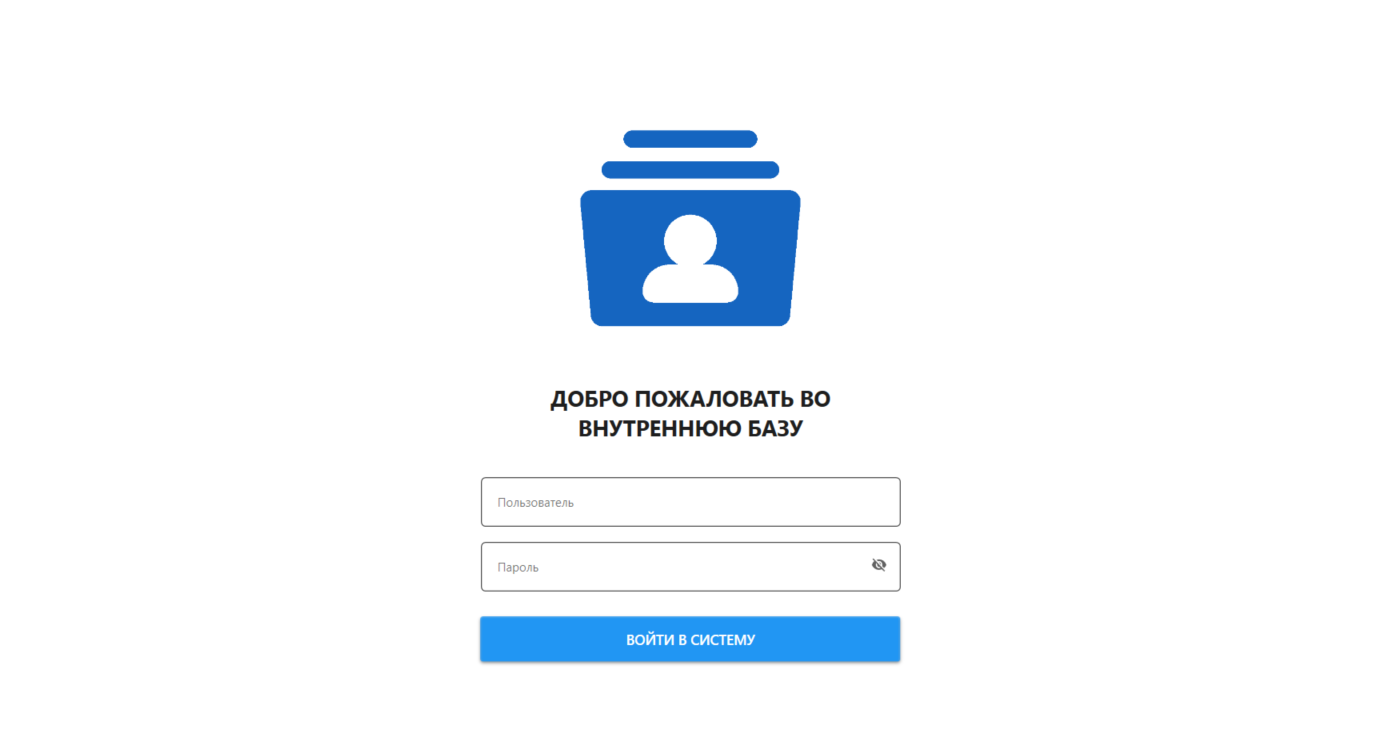 ДОБРО ПОЖАЛОВАТЬ ВО
ВНУТРЕННЮЮ БАЗУ
Пользователь
Пароль
ВОЙТИ В СИСТЕМУ